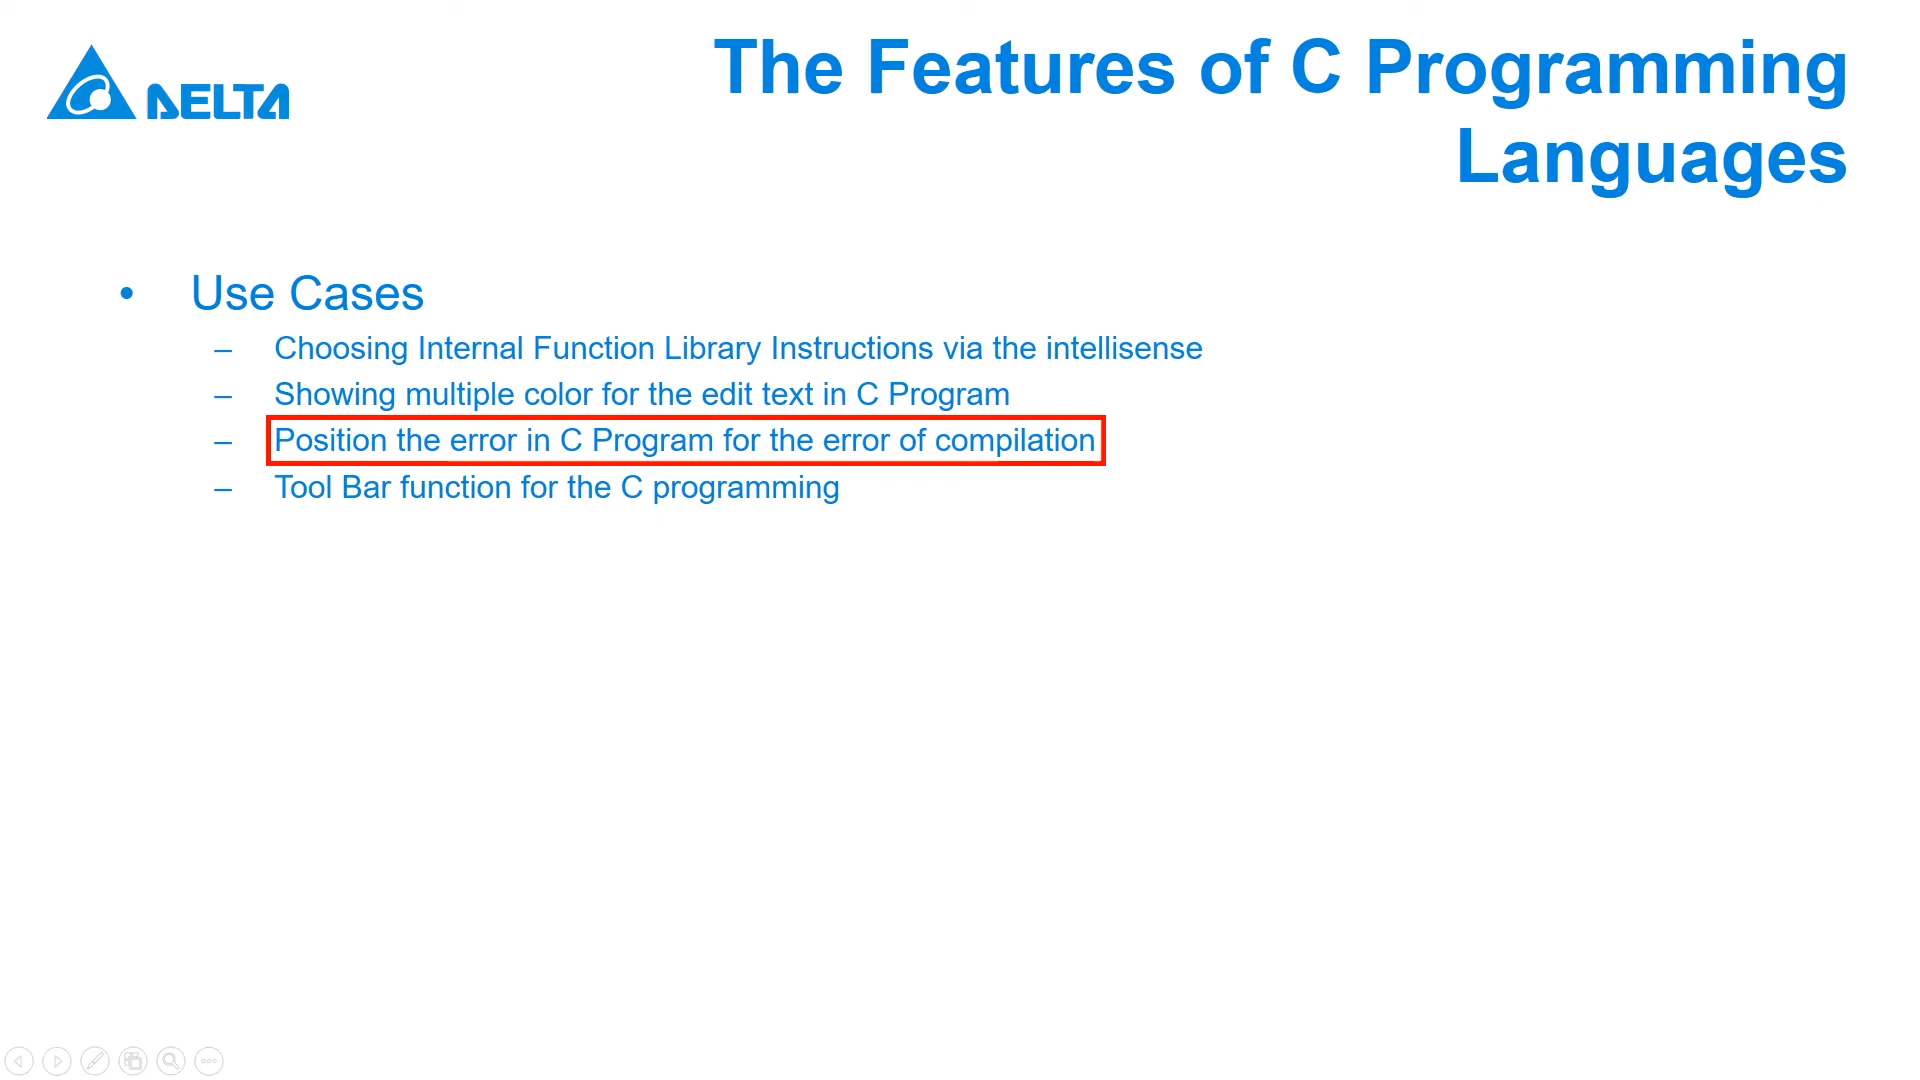 DELTA
The Features of C Programming
Languages
• Use Cases
– Choosing Internal Function Library Instructions via the intellisense
– Showing multiple color for the edit text in C Program
– Position the error in C Program for the error of compilation
– Tool Bar function for the C programming